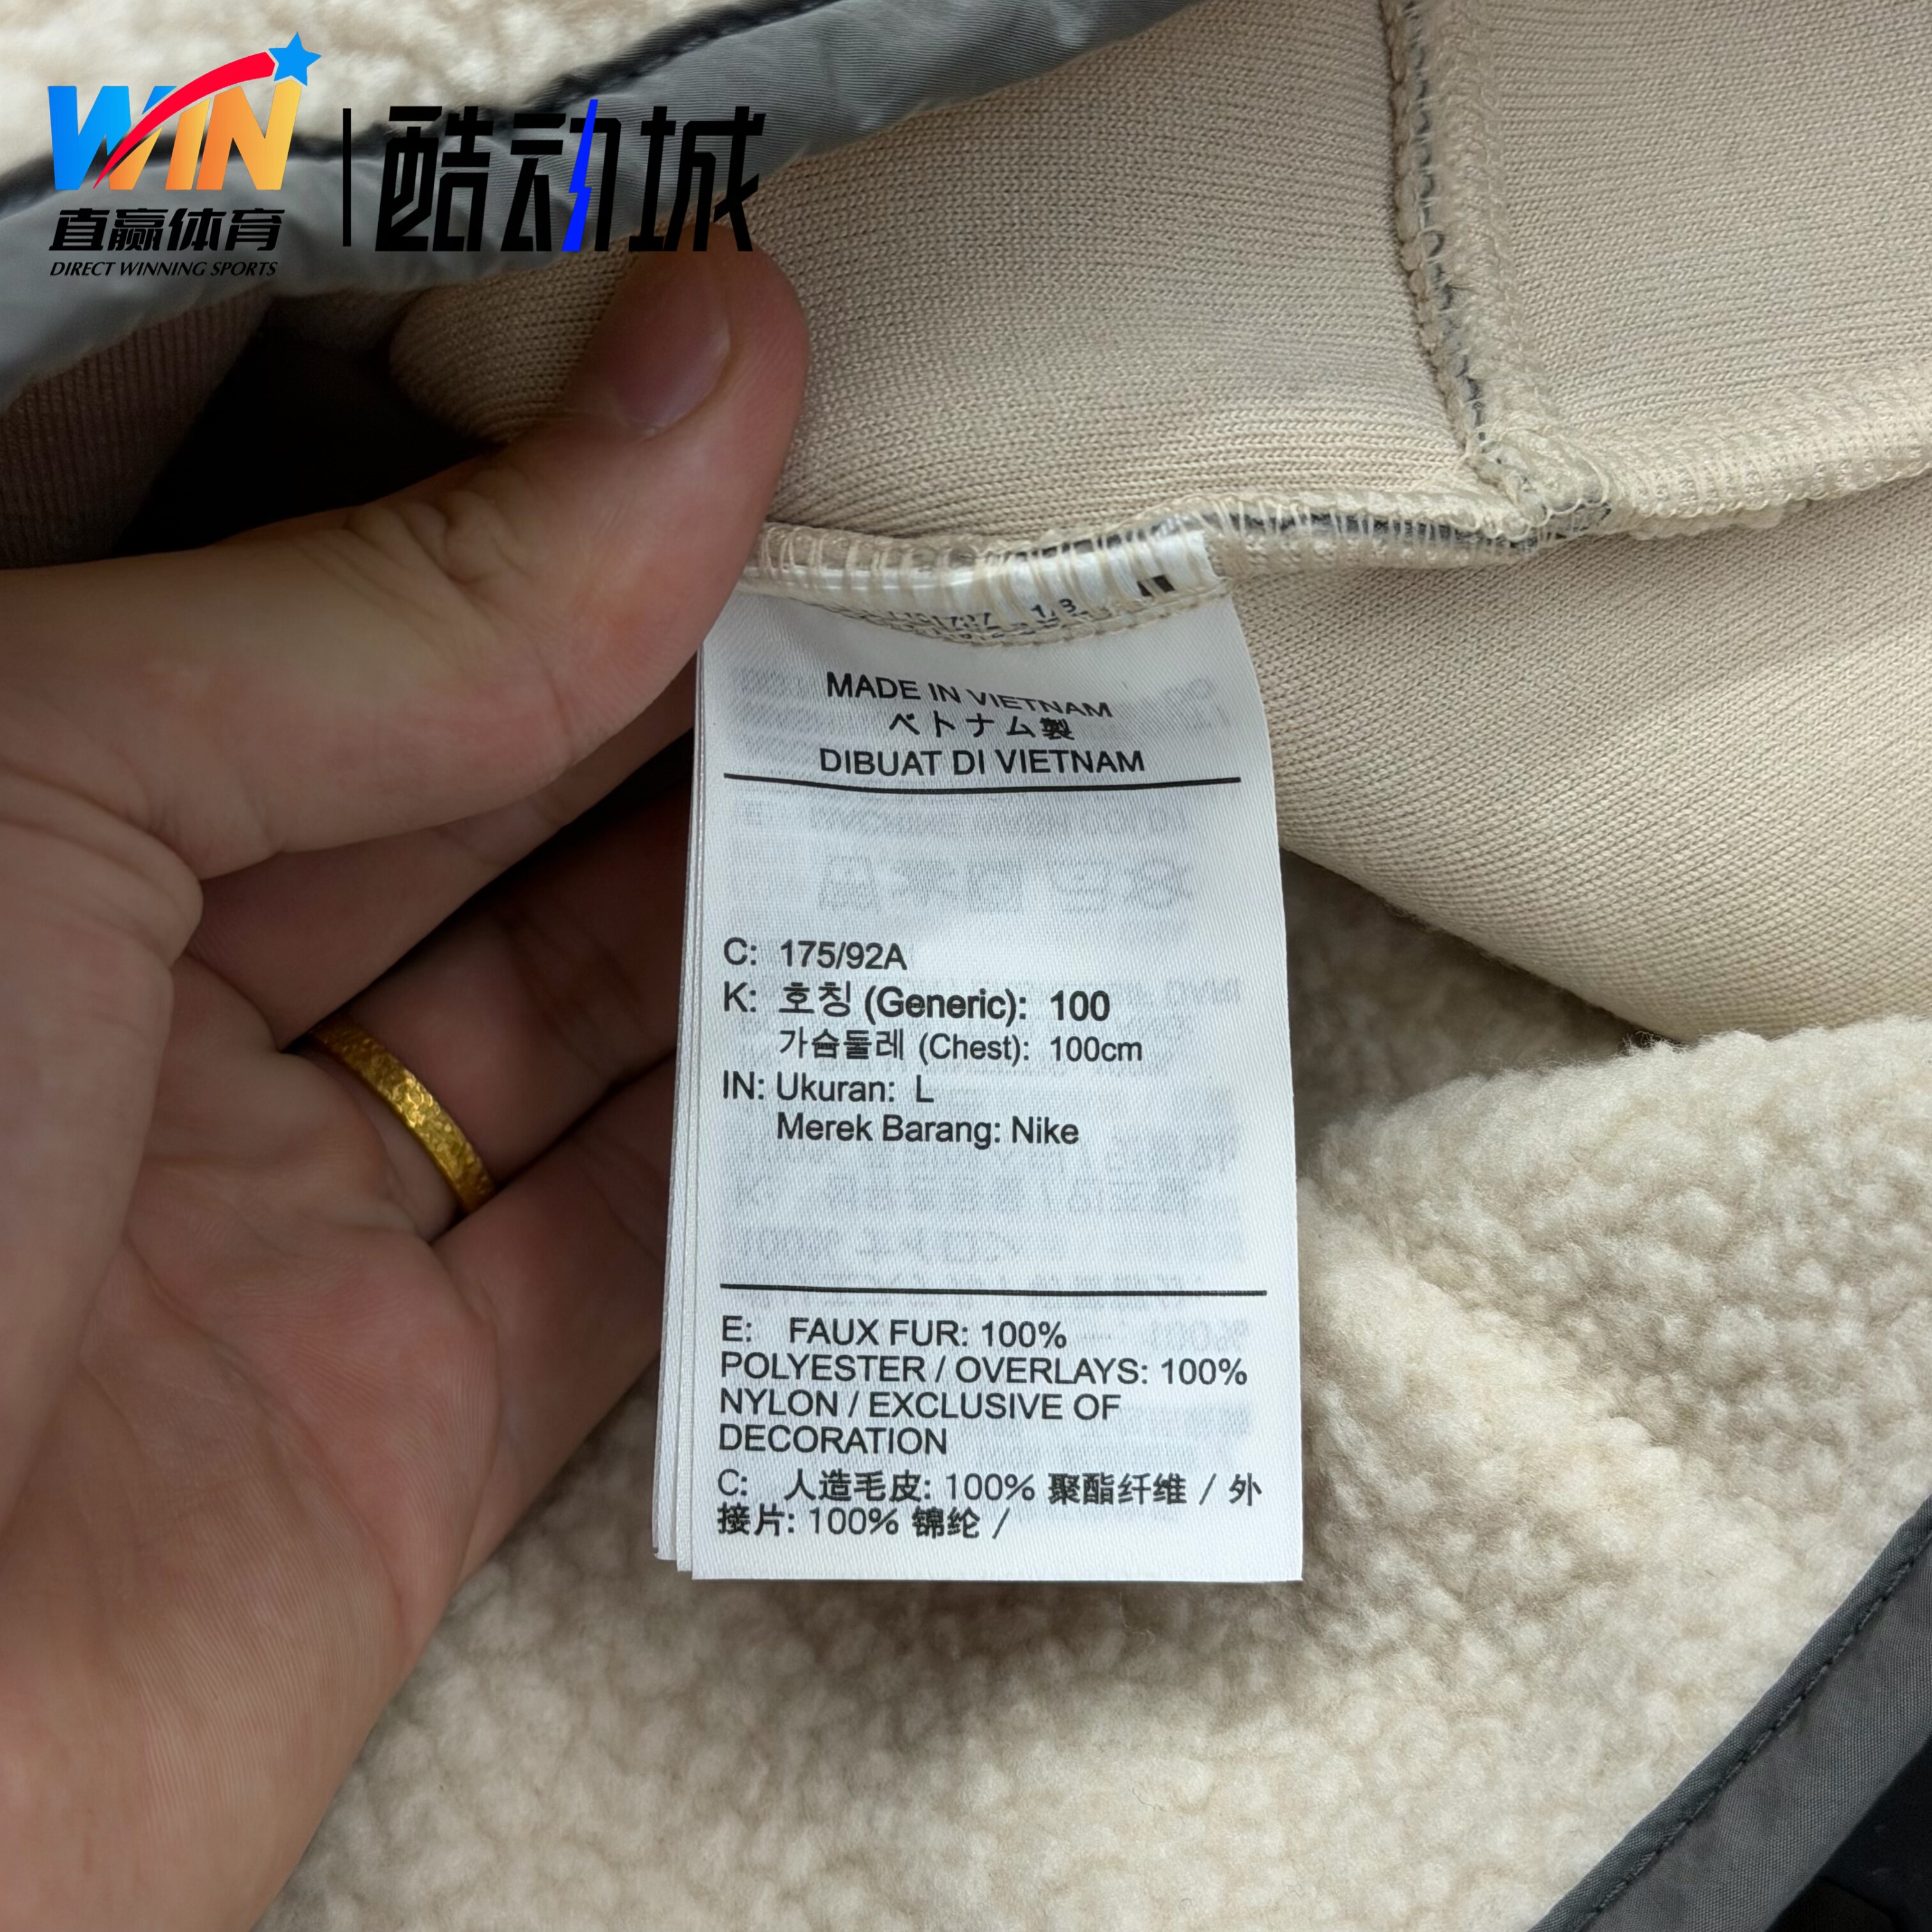 WIN
直赢体育
DIRECT WINNING SPORTS
酷动城
MADE IN VIETNAM
ベトナム製
DIBUAT DI VIETNAM
C: 175/92A
K: 호칭 (Generic): 100
가슴둘레 (Chest): 100cm
IN: Ukuran: L
Merek Barang: Nike
E: FAUX FUR: 100%
POLYESTER / OVERLAYS: 100%
NYLON / EXCLUSIVE OF
DECORATION
C: 人造毛皮: 100% 聚酯纤维 / 外
接片: 100% 锦纶 /